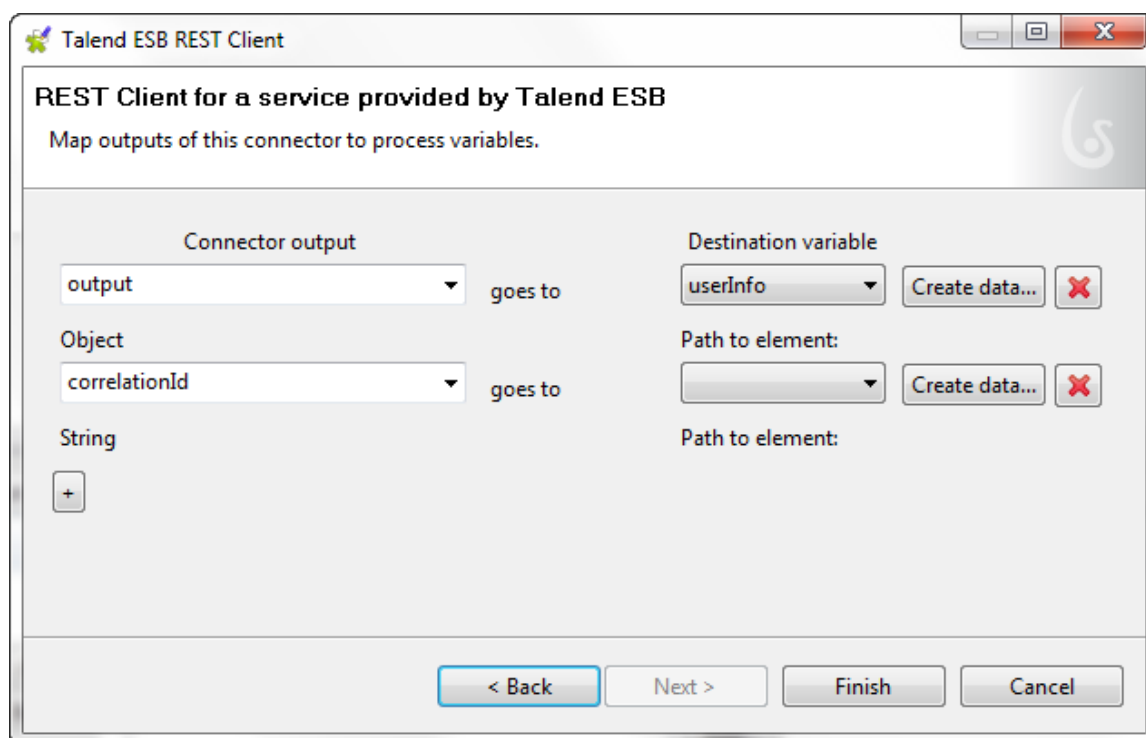 Talend ESB REST Client
REST Client for a service provided by Talend ESB
Map outputs of this connector to process variables.
Connector output Destination variable
output goes to userInfo Create data...
Object Path to element:
correlationId goes to Create data...
String Path to element:
+
< Back Next > Finish Cancel